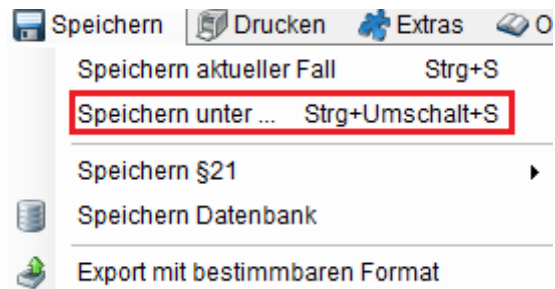 Speichern Drucken Extras O
Speichern aktueller Fall Strg+S
Speichern unter ... Strg+Umschalt+S
Speichern §21
Speichern Datenbank
Export mit bestimmbaren Format